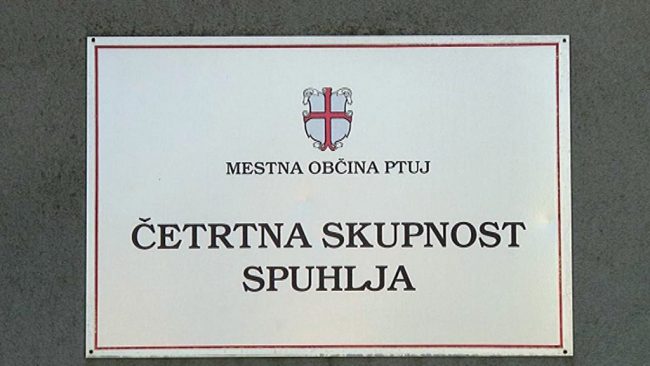 MESTNA OBČINA PTUJ
ČETRTNA SKUPNOST
SPUHLJA